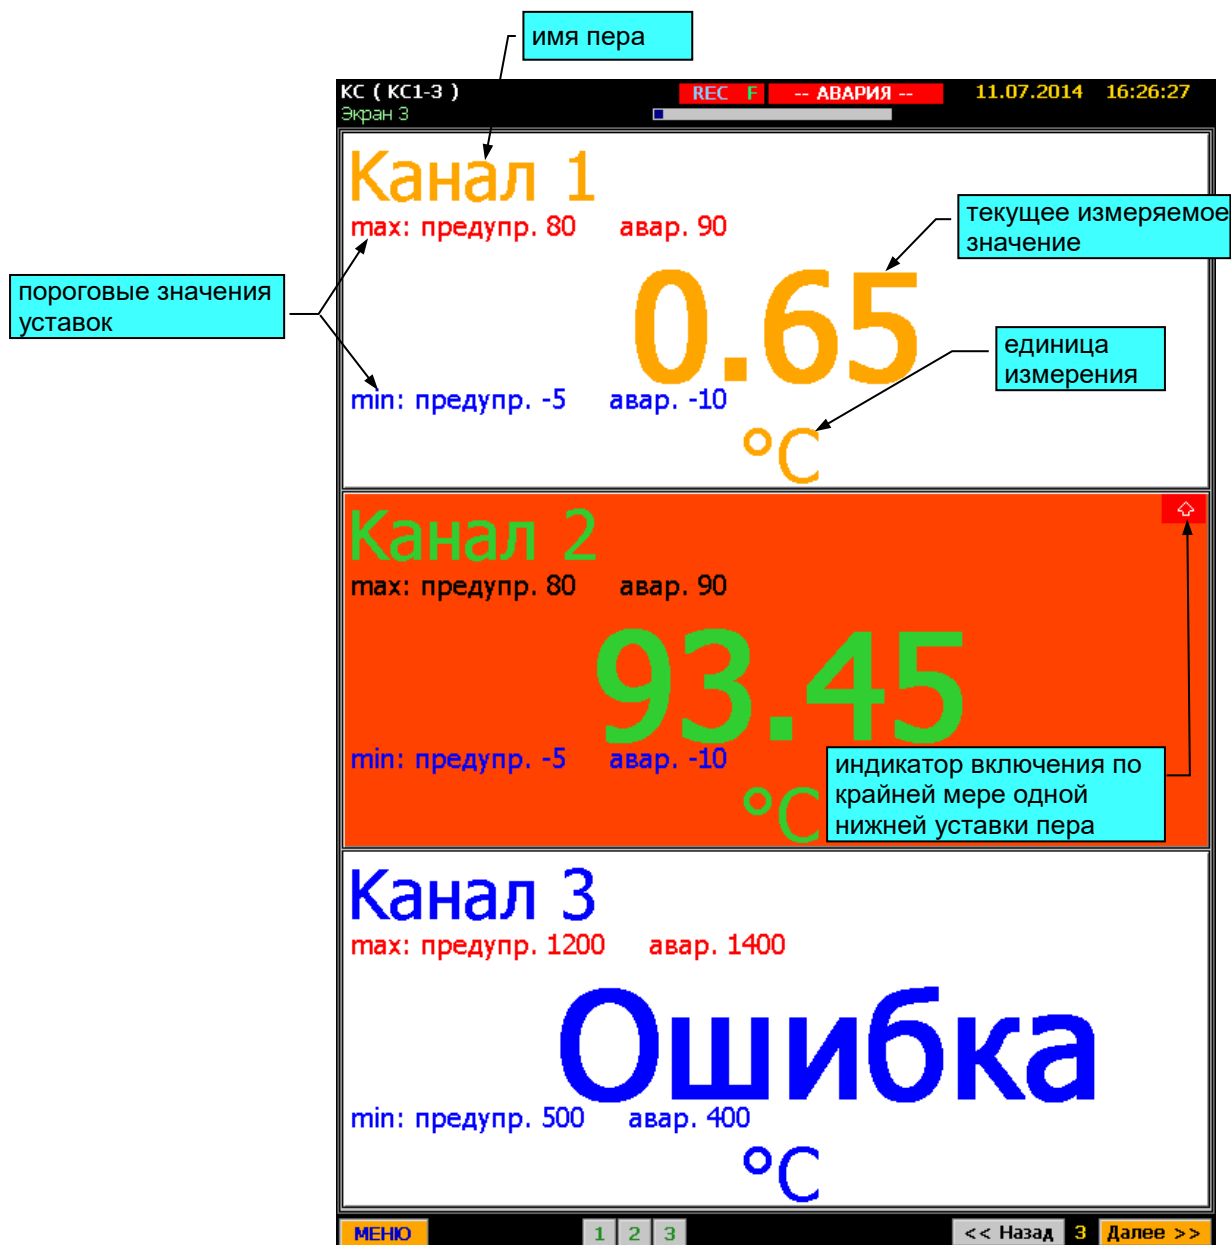 имя пера
КС ( КС1-3 )
REC F
-- АВАРИЯ --
11.07.2014 16:26:27
Экран 3
Канал 1
max: предупр. 80 авар. 90
текущее измеряемое
значение
0.65
пороговые значения
уставок
единица
измерения
min: предупр. -5 авар. -10
°C
Канал 2
max: предупр. 80 авар. 90
93.45
min: предупр. -5 авар. -10
°C
индикатор включения по
крайней мере одной
нижней уставки пера
Канал 3
max: предупр. 1200 авар. 1400
Ошибка
min: предупр. 500 авар. 400
°C
МЕНЮ
1 2 3
<< Назад 3 Далее >>